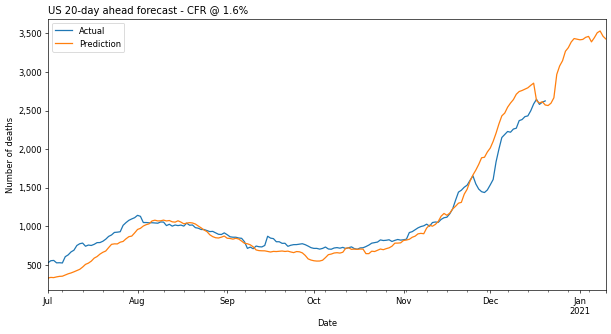 US 20-day ahead forecast - CFR @ 1.6%
Actual
Prediction
3,500
3,000
2,500
2,000
1,500
1,000
500
Number of deaths
Jul
Aug
Sep
Oct
Nov
Dec
Jan
2021
Date